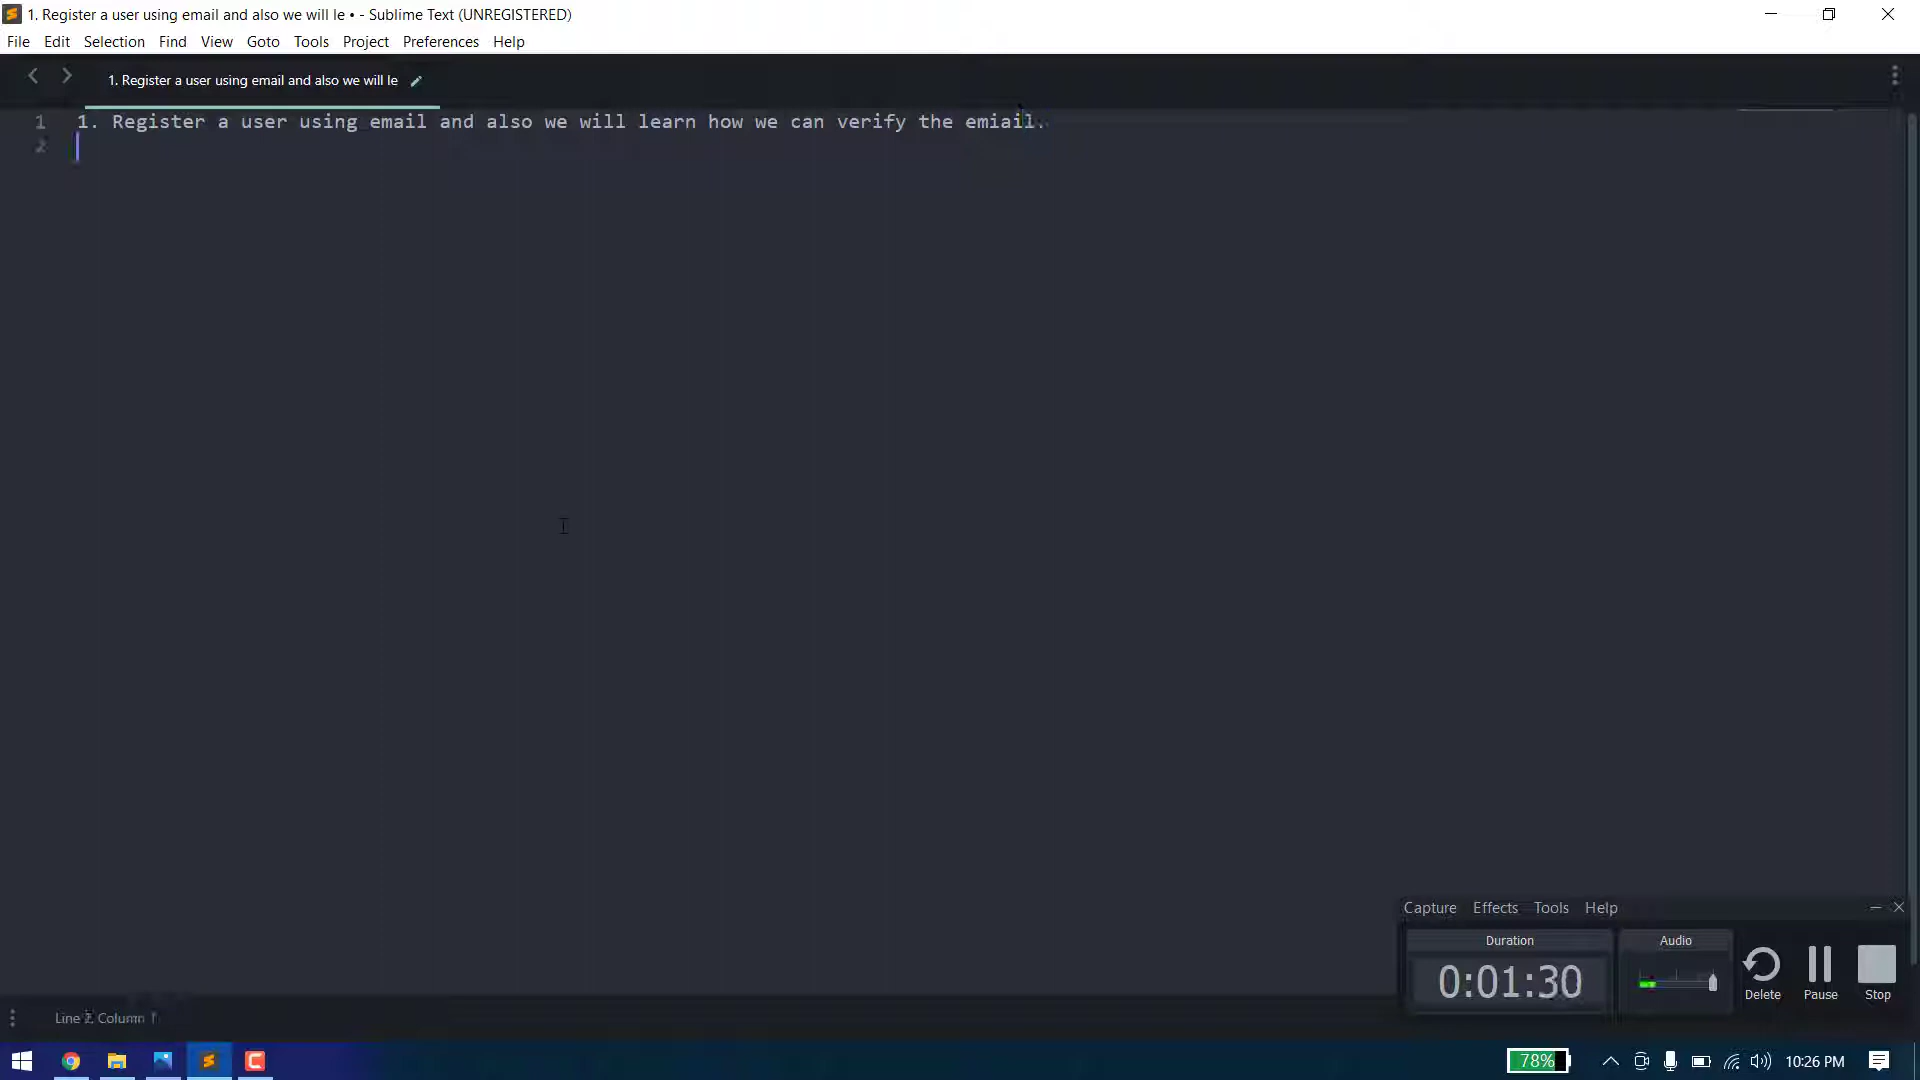 1. Register a user using email and also we will le • - Sublime Text (UNREGISTERED)
File Edit Selection Find View Goto Tools Project Preferences Help
1. Register a user using email and also we will le
1 1. Register a user using email and also we will learn how we can verify the emiail.
2
Capture Effects Tools Help
Duration Audio
0:01:30
Delete Pause Stop
Line 2, Column 1
78% 10:26 PM